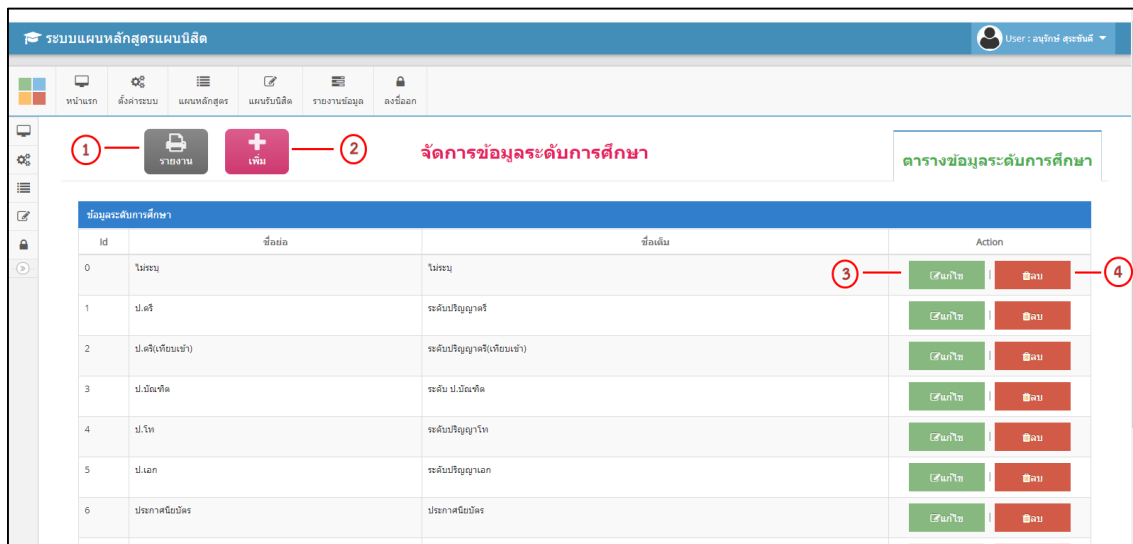 ระบบแผนหลักสูตรแผนนิสิต
User : อนุรักษ์ สุระขันตี
หน้าแรก ตั้งค่าระบบ แผนหลักสูตร แผนรับนิสิต รายงานข้อมูล ลงชื่อออก
1 รายงาน เพิ่ม 2 จัดการข้อมูลระดับการศึกษา ตารางข้อมูลระดับการศึกษา
ข้อมูลระดับการศึกษา
Id ชื่อย่อ ชื่อเต็ม Action
0 ไม่ระบุ ไม่ระบุ 3 แก้ไข | ลบ 4
1 ป.ตรี ระดับปริญญาตรี แก้ไข | ลบ
2 ป.ตรี(เทียบเข้า) ระดับปริญญาตรี(เทียบเข้า) แก้ไข | ลบ
3 ป.บัณฑิต ระดับ ป.บัณฑิต แก้ไข | ลบ
4 ป.โท ระดับปริญญาโท แก้ไข | ลบ
5 ป.เอก ระดับปริญญาเอก แก้ไข | ลบ
6 ประกาศนียบัตร ประกาศนียบัตร แก้ไข | ลบ